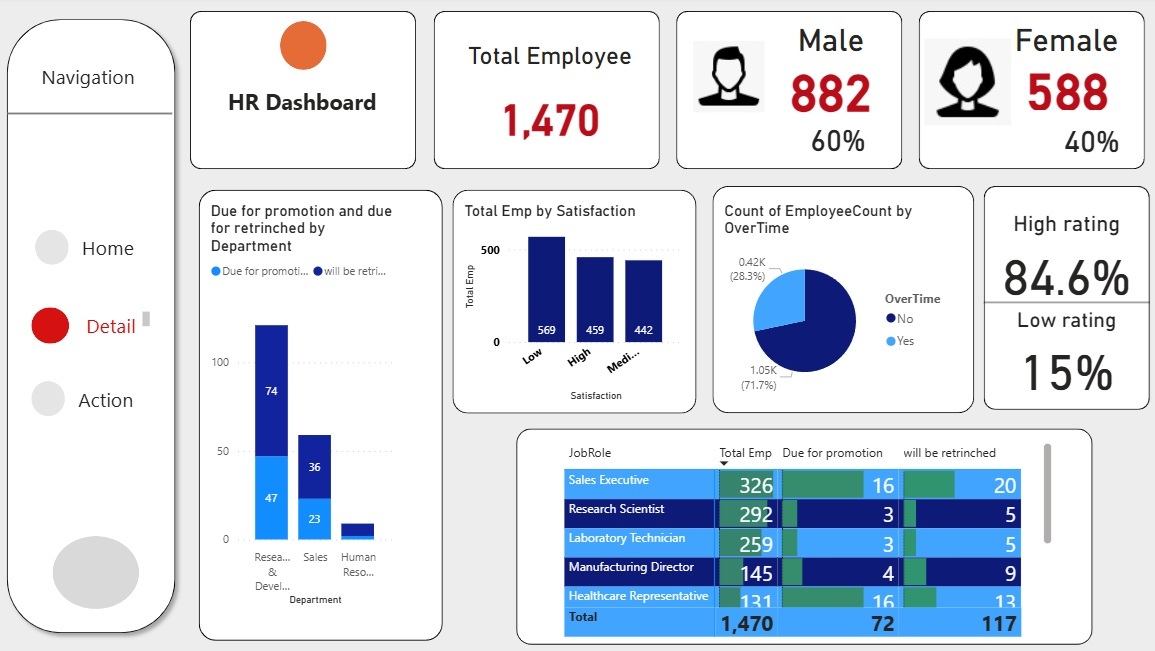 Navigation
Home
Detail
Action
HR Dashboard
Total Employee
1,470
Male
882
60%
Female
588
40%
Due for promotion and due
for retrinched by
Department
Due for promoti... will be retri...
100
50
0
74
47
36
23
Resea...
&
Devel...
Sales
Human
Reso...
Department
Total Emp by Satisfaction
Total Emp
500
0
569
459
442
Low
High
Medi...
Satisfaction
Count of EmployeeCount by
OverTime
0.42K
(28.3%)
1.05K
(71.7%)
OverTime
No
Yes
High rating
84.6%
Low rating
15%
JobRole Total Emp Due for promotion will be retrinched
Sales Executive 326 16 20
Research Scientist 292 3 5
Laboratory Technician 259 3 5
Manufacturing Director 145 4 9
Healthcare Representative 131 16 13
Total 1,470 72 117